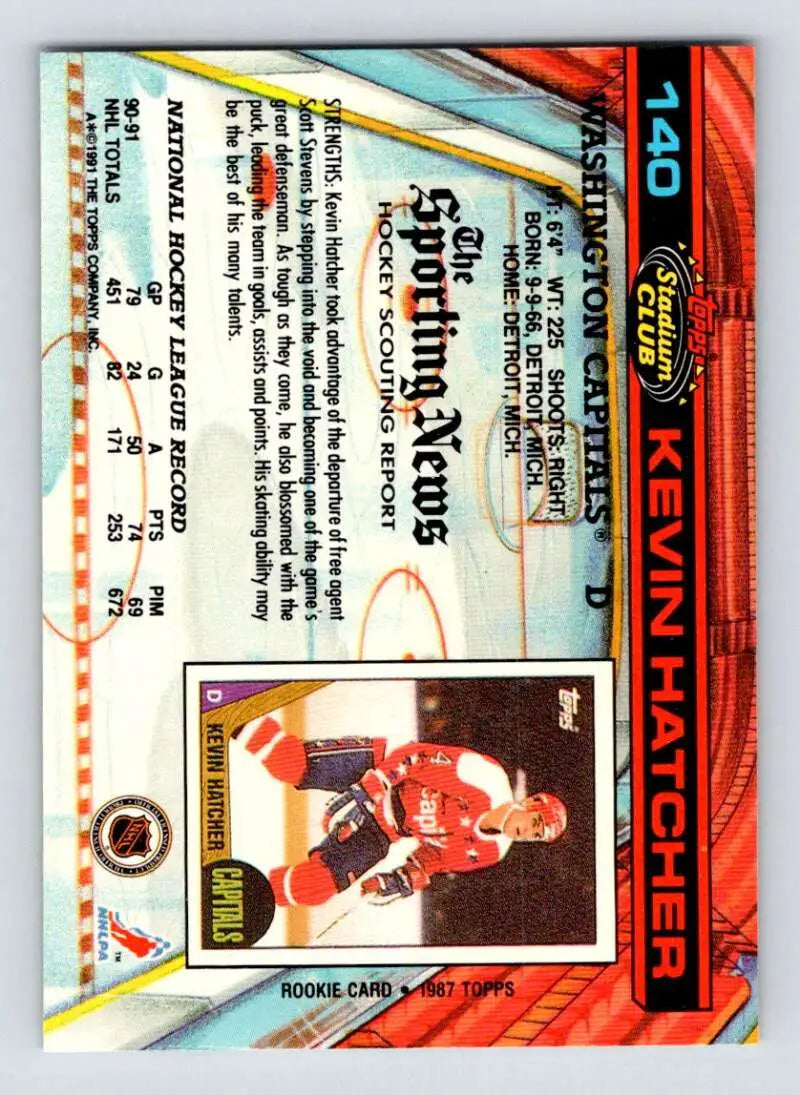 140
topps
Stadium
CLUB
KEVIN HATCHER
WASHINGTON CAPITALS® D
HT: 6'4" WT: 225 SHOOTS: RIGHT
BORN: 9-9-66, DETROIT, MICH.
HOME: DETROIT, MICH.
The
Sporting News
HOCKEY SCOUTING REPORT
STRENGTHS: Kevin Hatcher took advantage of the departure of free agent
Scott Stevens by stepping into the void and becoming one of the game's
great defenseman. As tough as they come, he also blossomed with the
puck, leading the team in goals, assists and points. His skating ability may
be the best of his many talents.
NATIONAL HOCKEY LEAGUE RECORD
GP G A PTS PIM
90-91 79 24 50 74 69
NHL TOTALS 451 82 171 253 672
A*©1991 THE TOPPS COMPANY, INC.
topps
4
Capi
D KEVIN HATCHER
CAPITALS
ROOKIE CARD • 1987 TOPPS
NHL
NHLPA
™